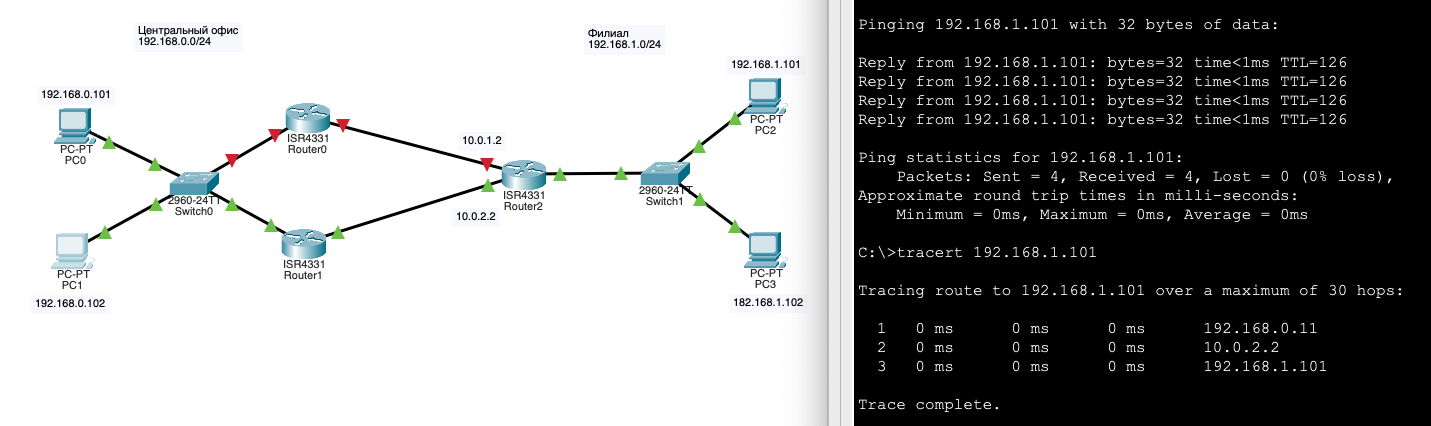 Центральный офис
192.168.0.0/24
Филиал
192.168.1.0/24
192.168.0.101
PC-PT
PC0
ISR4331
Router0
10.0.1.2
192.168.1.101
PC-PT
PC2
2960-24TT
Switch0
ISR4331
Router2
2960-24TT
Switch1
10.0.2.2
PC-PT
PC1
192.168.0.102
ISR4331
Router1
PC-PT
PC3
182.168.1.102
Pinging 192.168.1.101 with 32 bytes of data:
Reply from 192.168.1.101: bytes=32 time<1ms TTL=126
Reply from 192.168.1.101: bytes=32 time<1ms TTL=126
Reply from 192.168.1.101: bytes=32 time<1ms TTL=126
Reply from 192.168.1.101: bytes=32 time<1ms TTL=126
Ping statistics for 192.168.1.101:
Packets: Sent = 4, Received = 4, Lost = 0 (0% loss),
Approximate round trip times in milli-seconds:
Minimum = 0ms, Maximum = 0ms, Average = 0ms
C:\>tracert 192.168.1.101
Tracing route to 192.168.1.101 over a maximum of 30 hops:
1 0 ms 0 ms 0 ms 192.168.0.11
2 0 ms 0 ms 0 ms 10.0.2.2
3 0 ms 0 ms 0 ms 192.168.1.101
Trace complete.